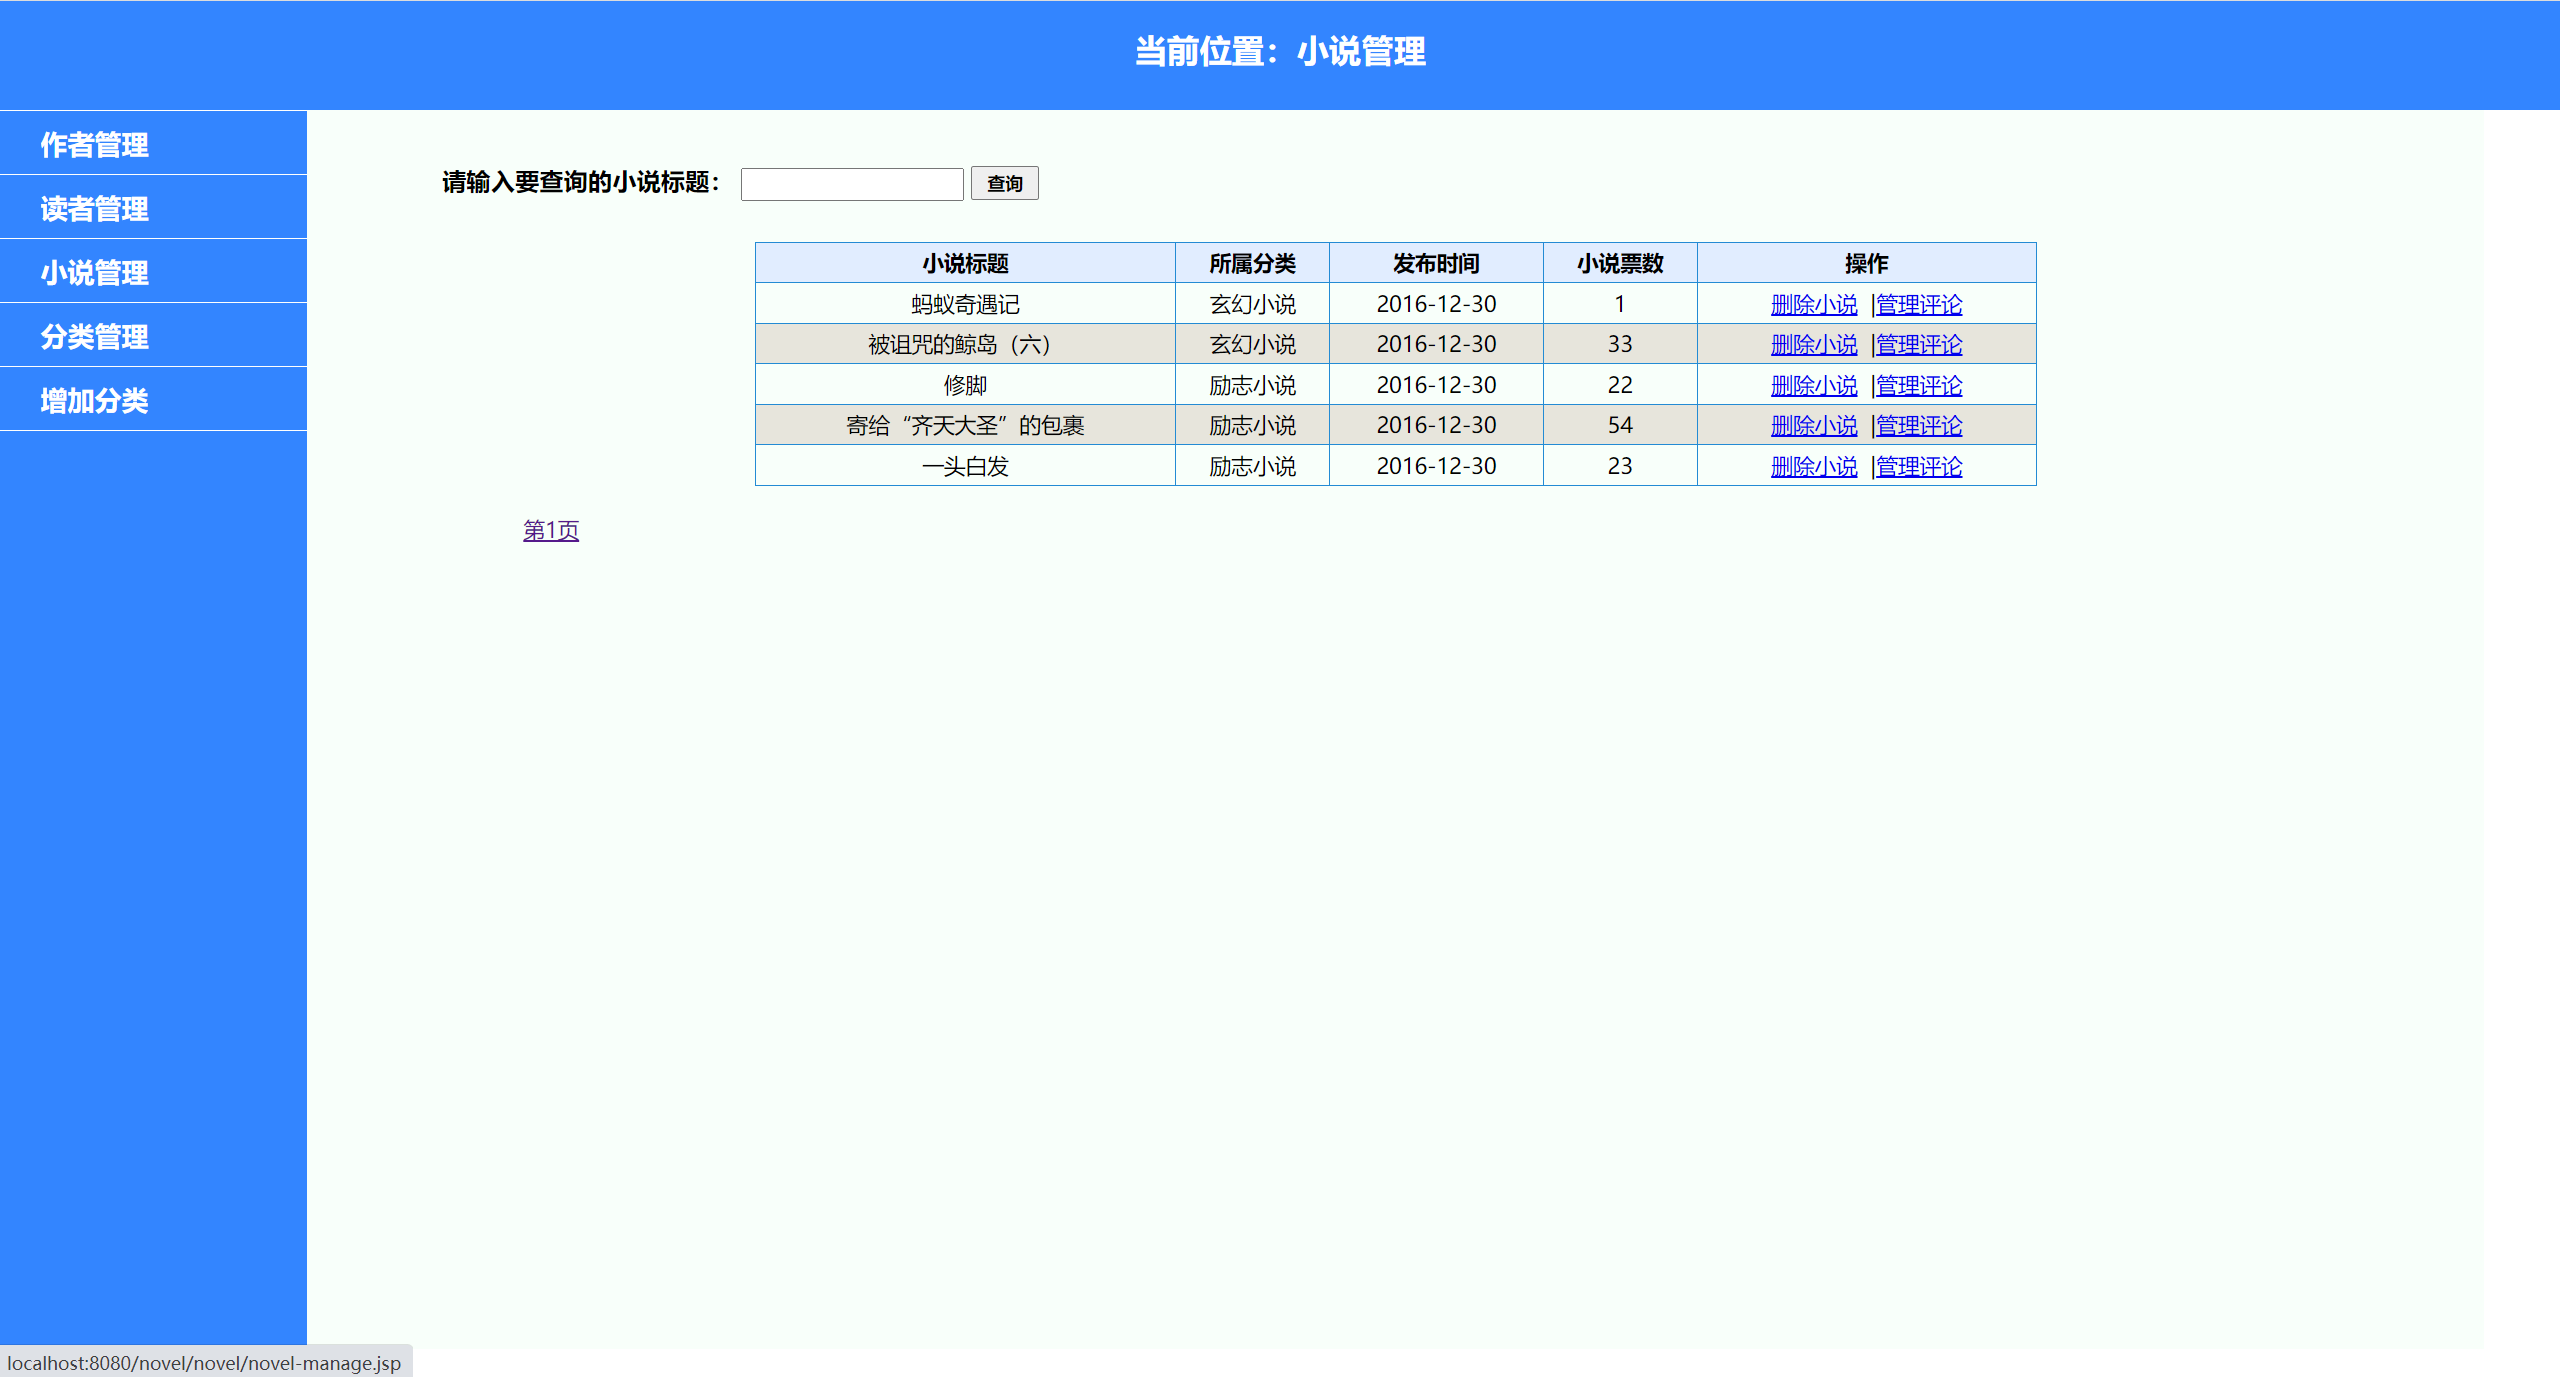 当前位置：小说管理
作者管理
读者管理
小说管理
分类管理
增加分类
请输入要查询的小说标题： 查询
小说标题 所属分类 发布时间 小说票数 操作
蚂蚁奇遇记 玄幻小说 2016-12-30 1 删除小说 |管理评论
被诅咒的鲸岛（六） 玄幻小说 2016-12-30 33 删除小说 |管理评论
修脚 励志小说 2016-12-30 22 删除小说 |管理评论
寄给“齐天大圣”的包裹 励志小说 2016-12-30 54 删除小说 |管理评论
一头白发 励志小说 2016-12-30 23 删除小说 |管理评论
第1页
localhost:8080/novel/novel/novel-manage.jsp